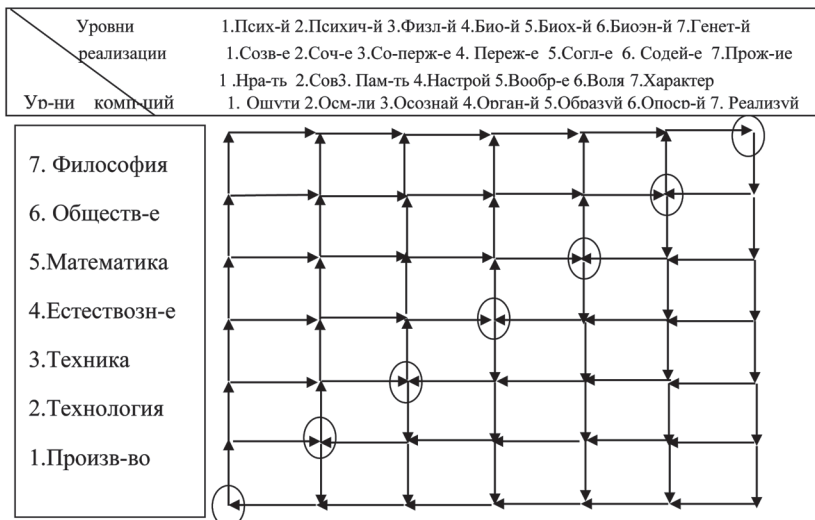 Уровни 1.Псих-й 2.Психич-й 3.Физл-й 4.Био-й 5.Биох-й 6.Биоэн-й 7.Генет-й
реализации 1.Созв-е 2.Соч-е 3.Со-перж-е 4. Переж-е 5.Согл-е 6. Содей-е 7.Прож-ие
1 .Нра-ть 2.Сов3. Пам-ть 4.Настрой 5.Вообр-е 6.Воля 7.Характер
Ур-ни комп-ций 1. Ощути 2.Осм-ли 3.Осознай 4.Орган-й 5.Образуй 6.Опоср-й 7. Реализуй
7. Философия
6. Обществ-е
5.Математика
4.Естествозн-е
3.Техника
2.Технология
1.Произв-во